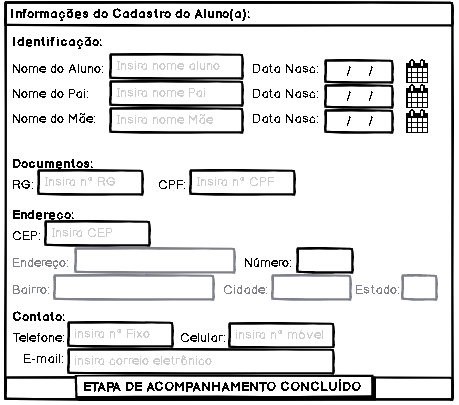 Informações do Cadastro do Aluno(a):
Identificação:
Nome do Aluno: Insira nome aluno Data Nasc: / /
Nome do Pai: Insira nome Pai Data Nasc: / /
Nome do Mãe: Insira nome Mãe Data Nasc: / /
Documentos:
RG: Insira nº RG CPF: Insira nº CPF
Endereço:
CEP: Insira CEP
Endereço: Número:
Bairro: Cidade: Estado:
Contato:
Telefone: Insira nº Fixo Celular: Insira nº móvel
E-mail: Insira correio eletrônico
ETAPA DE ACOMPANHAMENTO CONCLUÍDO